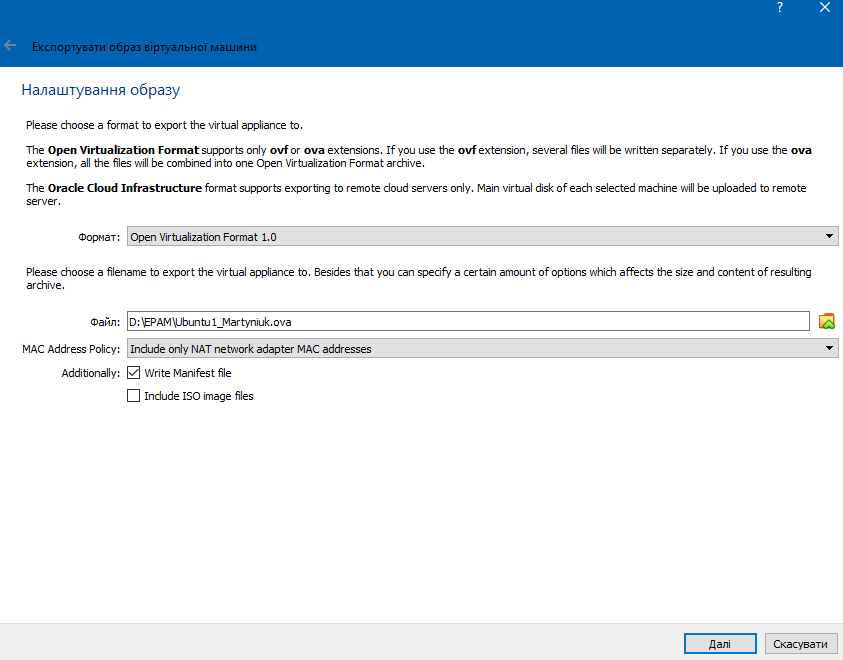 ?
Експортувати образ віртуальної машини
Налаштування образу
Please choose a format to export the virtual appliance to.
The Open Virtualization Format supports only ovf or ova extensions. If you use the ovf extension, several files will be written separately. If you use the ova
extension, all the files will be combined into one Open Virtualization Format archive.
The Oracle Cloud Infrastructure format supports exporting to remote cloud servers only. Main virtual disk of each selected machine will be uploaded to remote
server.
Формат: Open Virtualization Format 1.0
Please choose a filename to export the virtual appliance to. Besides that you can specify a certain amount of options which affects the size and content of resulting
archive.
Файл: D:\EPAM\Ubuntu1_Martyniuk.ova
MAC Address Policy: Include only NAT network adapter MAC addresses
Additionally: Write Manifest file
Include ISO image files
Далі Скасувати